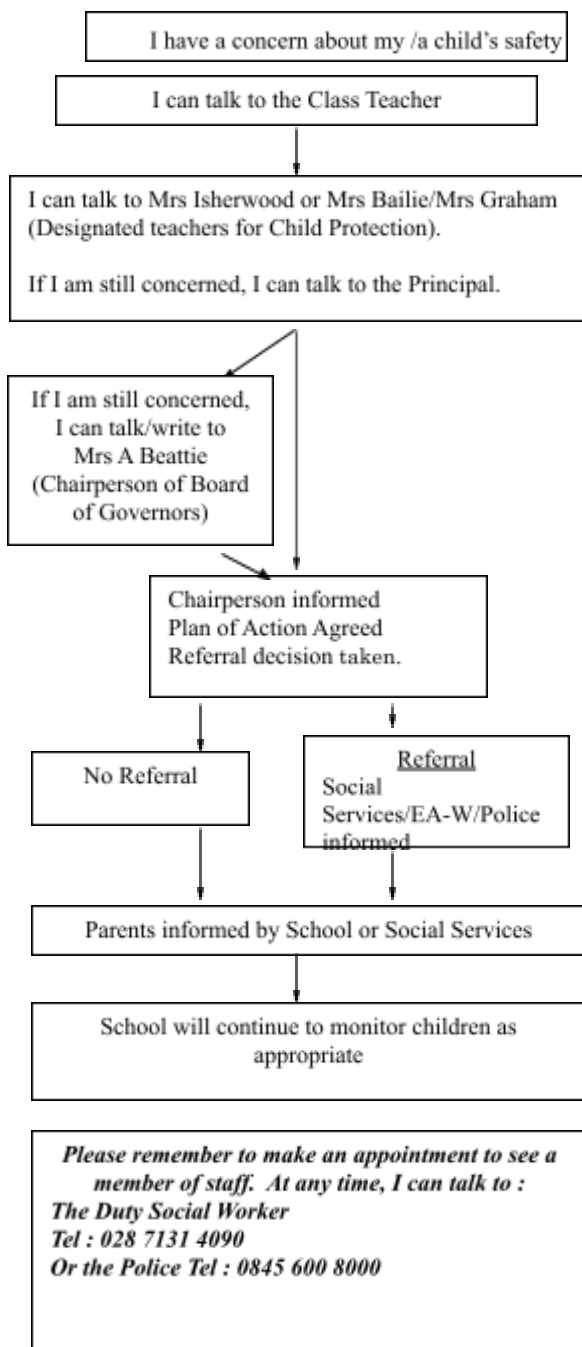 I have a concern about my /a child's safety
I can talk to the Class Teacher
I can talk to Mrs Isherwood or Mrs Bailie/Mrs Graham
(Designated teachers for Child Protection).
If I am still concerned, I can talk to the Principal.
If I am still concerned,
I can talk/write to
Mrs A Beattie
(Chairperson of Board
of Governors)
Chairperson informed
Plan of Action Agreed
Referral decision taken.
No Referral
Referral
Social
Services/EA-W/Police
informed
Parents informed by School or Social Services
School will continue to monitor children as
appropriate
Please remember to make an appointment to see a
member of staff.  At any time, I can talk to :
The Duty Social Worker
Tel : 028 7131 4090
Or the Police Tel : 0845 600 8000